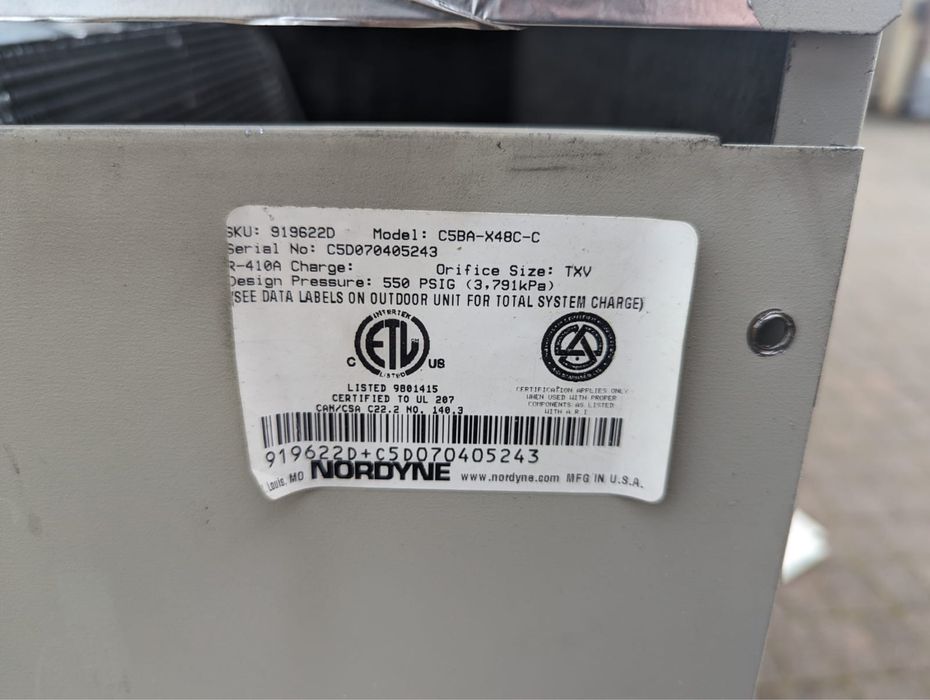 SKU: 919622D Model: C5BA-X48C-C
Serial No: C5D070405243
R-410A Charge: Orifice Size: TXV
Design Pressure: 550 PSIG (3,791kPa)
(SEE DATA LABELS ON OUTDOOR UNIT FOR TOTAL SYSTEM CHARGE)
INTERTEK
C ETL US
LISTED
LISTED 9801415
CERTIFIED TO UL 207
CAN/CSA C22.2 NO. 140.3
CERTIFICATION APPLIES ONLY
WHEN USED WITH PROPER
COMPONENTS AS LISTED
WITH A R I
919622D+C5D070405243
Louis, MO NORDYNE www.nordyne.com MFG IN U.S.A.